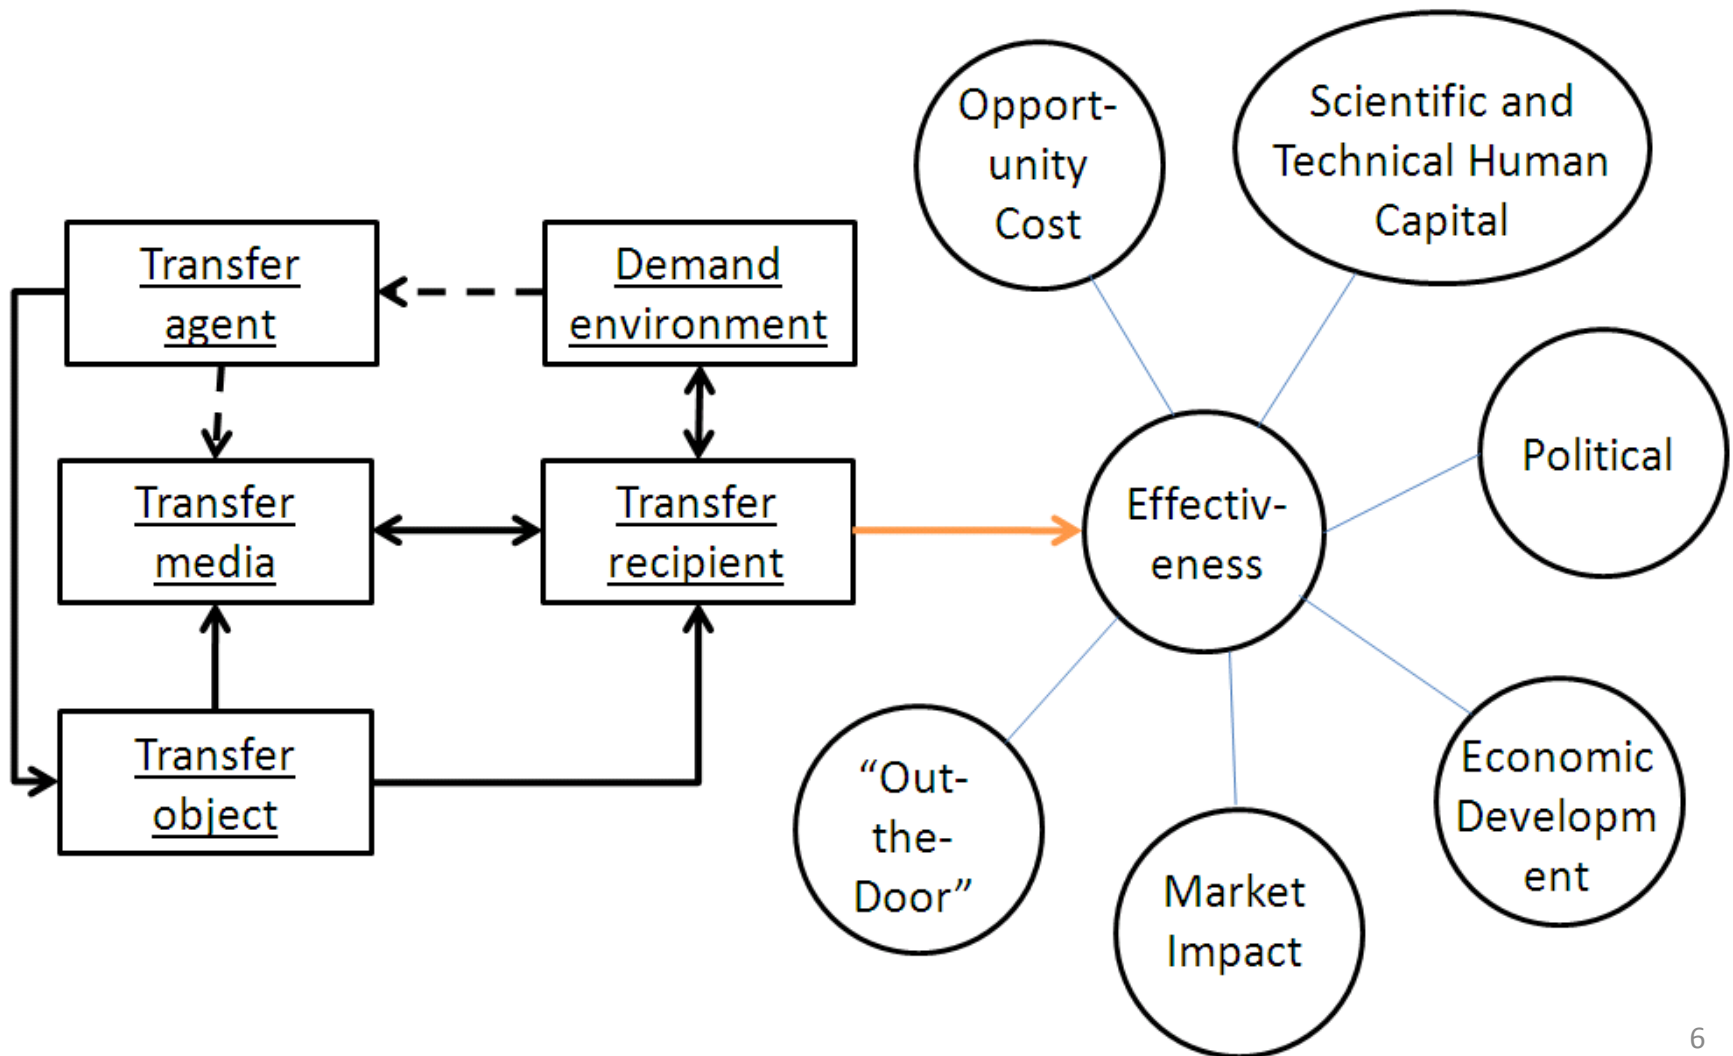 Transfer
agent
Demand
environment
Transfer
media
Transfer
recipient
Transfer
object
Opport-
unity
Cost
Scientific and
Technical Human
Capital
Political
Effectiv-
eness
Economic
Developm
ent
“Out-
the-
Door”
Market
Impact
6